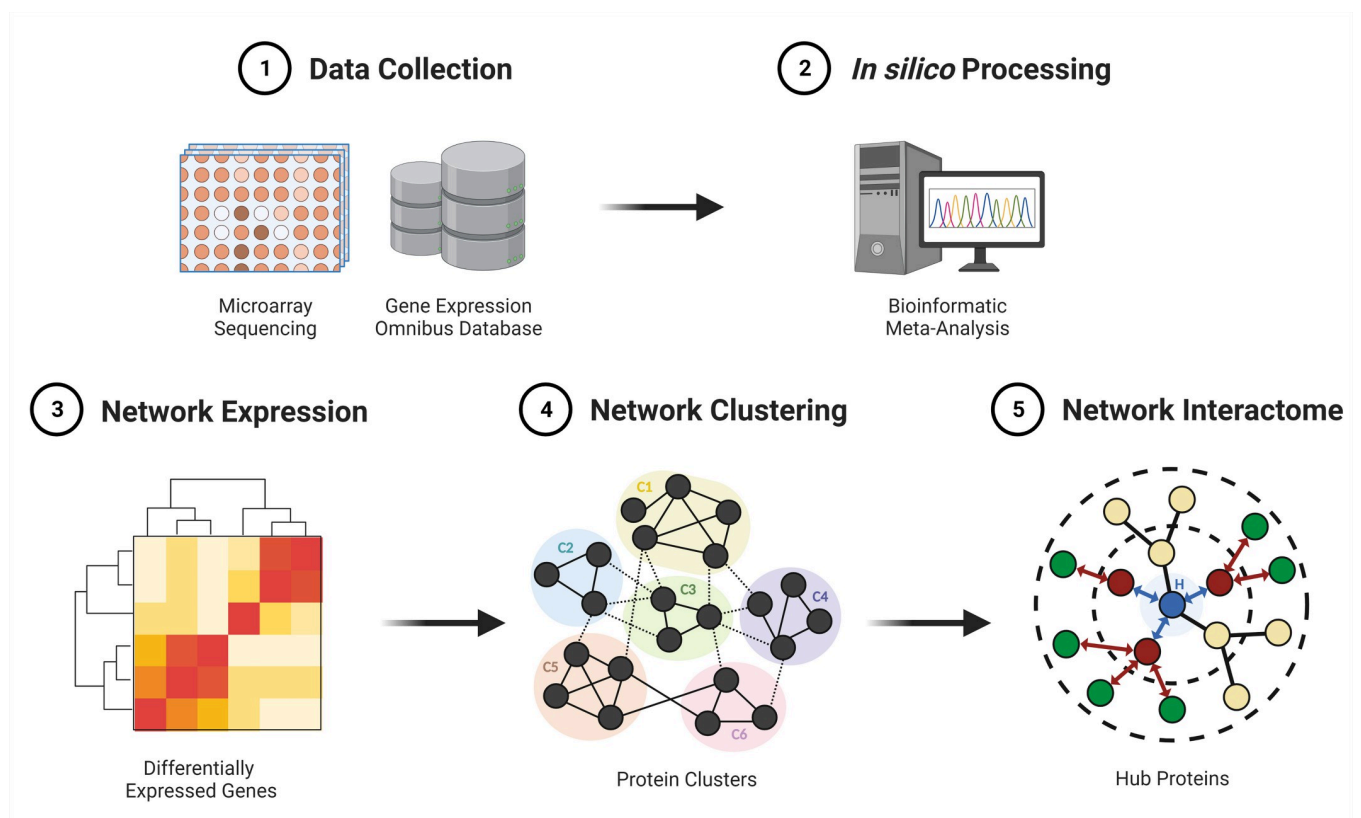 1 Data Collection
2 In silico Processing
Microarray
Sequencing
Gene Expression
Omnibus Database
Bioinformatic
Meta-Analysis
3 Network Expression
4 Network Clustering
5 Network Interactome
C1
C2
C3
C4
C5
C6
H
Differentially
Expressed Genes
Protein Clusters
Hub Proteins